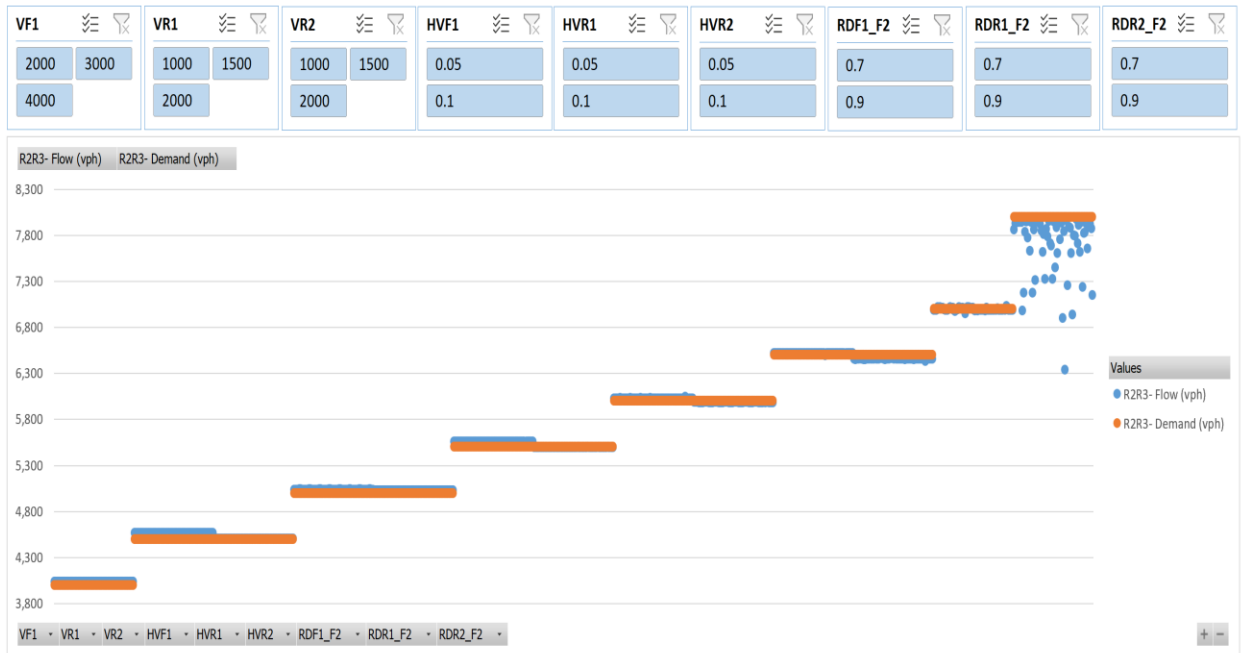 VF1 VR1 VR2 HVF1 HVR1 HVR2 RDF1_F2 RDR1_F2 RDR2_F2
2000 3000 1000 1500 1000 1500 0.05 0.05 0.05 0.7 0.7 0.7
4000 2000 2000 0.1 0.1 0.1 0.9 0.9 0.9
R2R3- Flow (vph) R2R3- Demand (vph)
8,300
7,800
7,300
6,800
6,300
5,800
5,300
4,800
4,300
3,800
Values
R2R3- Flow (vph)
R2R3- Demand (vph)
VF1 VR1 VR2 HVF1 HVR1 HVR2 RDF1_F2 RDR1_F2 RDR2_F2
+ −